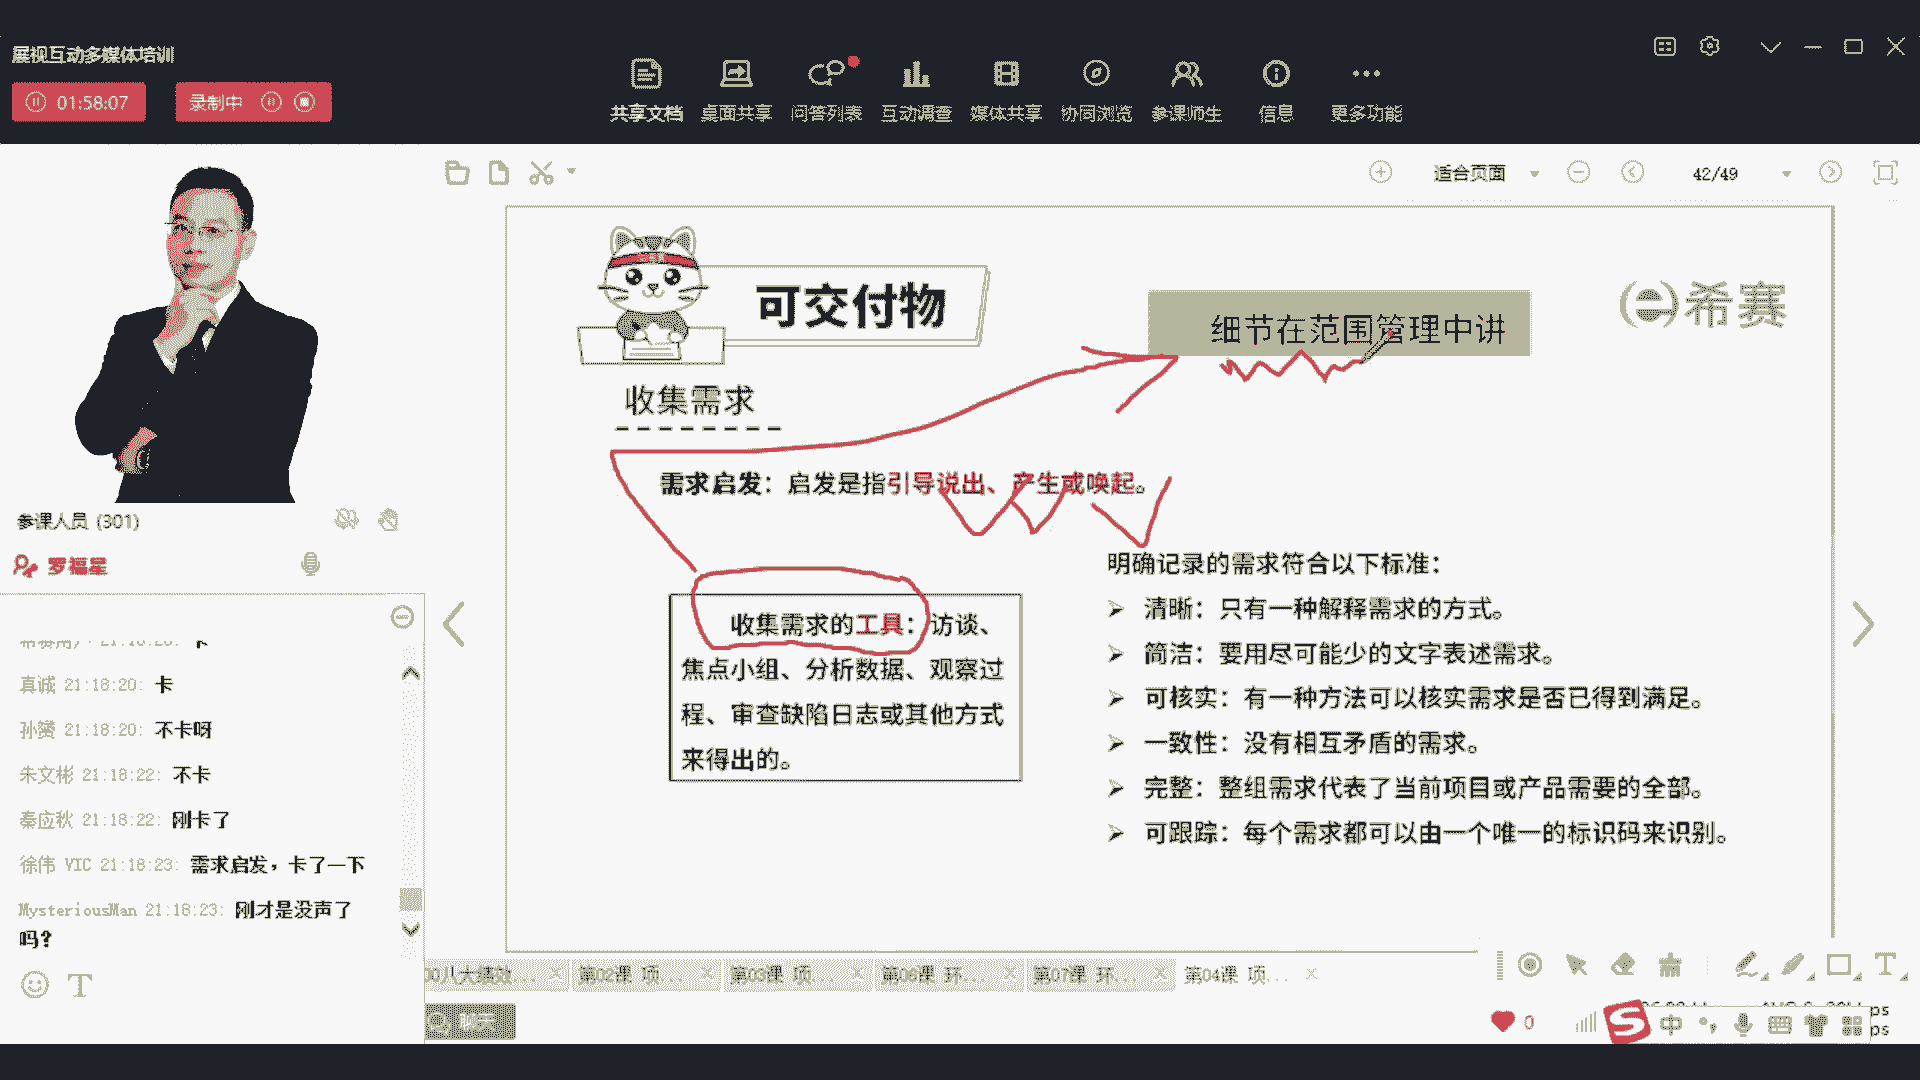 展视互动多媒体培训
01:58:07
录制中
共享文档 桌面共享 问答列表 互动调查 媒体共享 协同浏览 参课师生 信息 更多功能
适合页面
42/49
可交付物
细节在范围管理中讲
希赛
收集需求
需求启发：启发是指引导说出、产生或唤起。
收集需求的工具：访谈、
焦点小组、分析数据、观察过
程、审查缺陷日志或其他方式
来得出的。
明确记录的需求符合以下标准：
清晰：只有一种解释需求的方式。
简洁：要用尽可能少的文字表述需求。
可核实：有一种方法可以核实需求是否已得到满足。
一致性：没有相互矛盾的需求。
完整：整组需求代表了当前项目或产品需要的全部。
可跟踪：每个需求都可以由一个唯一的标识码来识别。
参课人员 (301)
罗福星
真诚 21:18:20: 卡
孙赟 21:18:20: 不卡呀
朱文彬 21:18:22: 不卡
秦应秋 21:18:22: 刚卡了
徐伟 VIC 21:18:23: 需求启发，卡了一下
MysteriousMan 21:18:23: 刚才是没声了
吗？
00八大绩效... 第02课 项... 第03课 项... 第06课 环... 第07课 环... 第04课 项...
聊天
0
中